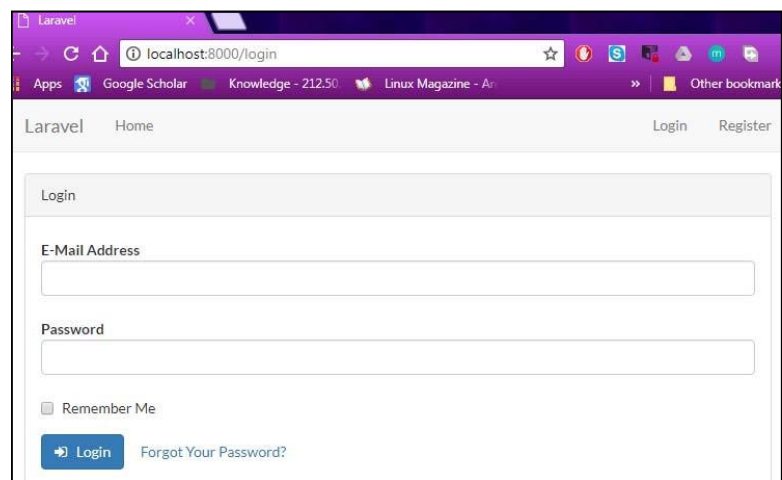 Laravel
localhost:8000/login
Apps Google Scholar Knowledge - 212.50. Linux Magazine - An » Other bookmark
Laravel Home Login Register
Login
E-Mail Address
Password
Remember Me
Login Forgot Your Password?